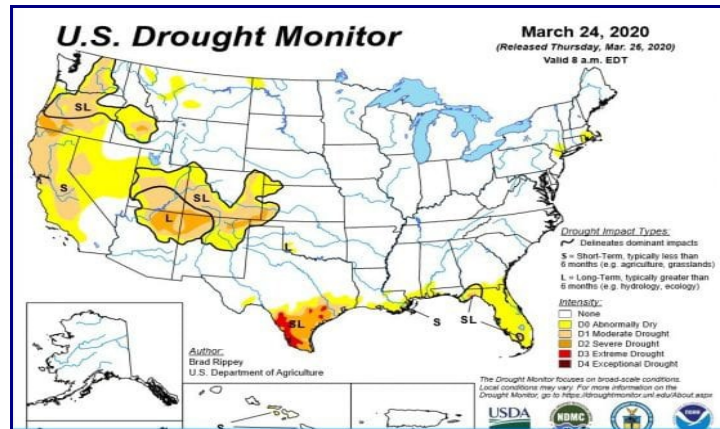 U.S. Drought Monitor
March 24, 2020
(Released Thursday, Mar. 26, 2020)
Valid 8 a.m. EDT
SL
S
SL
L
L
SL
S
SL
Drought Impact Types:
Delineates dominant impacts
S = Short-Term, typically less than
6 months (e.g. agriculture, grasslands)
L = Long-Term, typically greater than
6 months (e.g. hydrology, ecology)
Intensity:
None
D0 Abnormally Dry
D1 Moderate Drought
D2 Severe Drought
D3 Extreme Drought
D4 Exceptional Drought
Author:
Brad Rippey
U.S. Department of Agriculture
S
The Drought Monitor focuses on broad-scale conditions.
Local conditions may vary. For more information on the
Drought Monitor, go to https://droughtmonitor.unl.edu/About.aspx
USDA
NDMC